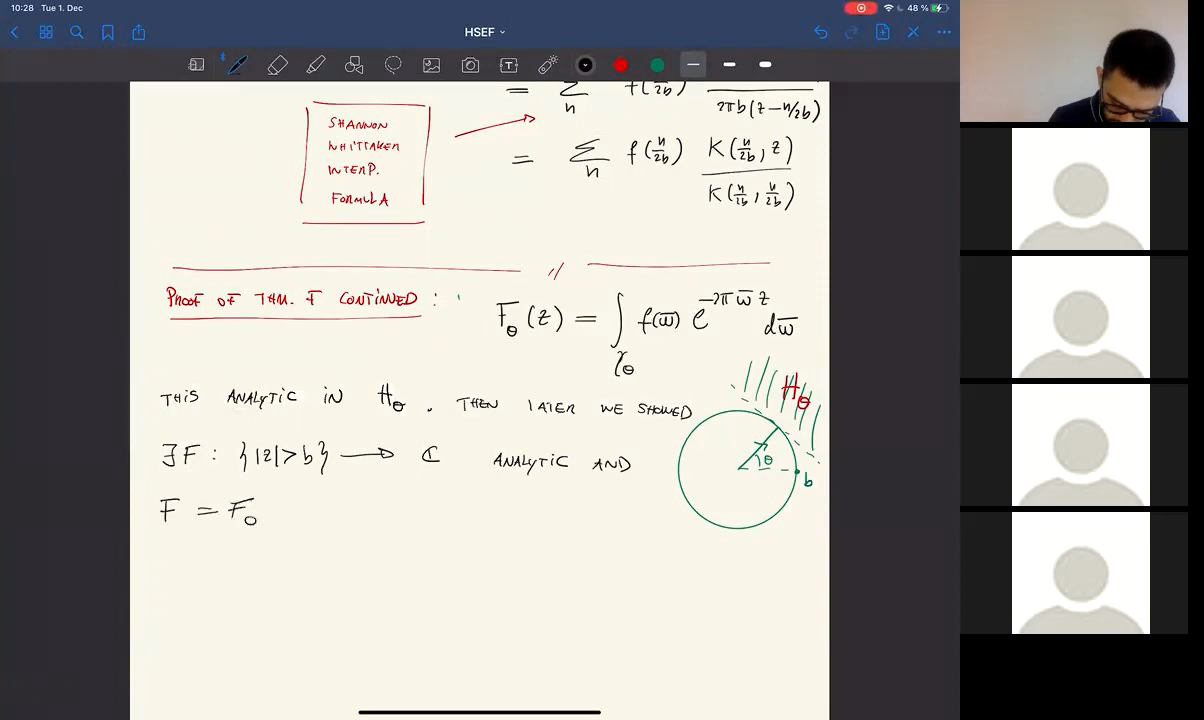 10:28 Tue 1. Dec
48 %
HSEF
= Σ_n f(n/2b) / 2πb(z − n/2b)
SHANNON
WHITTAKER
INTERP.
FORMULA
= Σ_n f(n/2b) K(n/2b, z) / K(n/2b, n/2b)
//
PROOF OF THM. F CONTINUED :
F_θ(z) = ∫_{γ_θ} f(w̅) e^{-2π w̅ z} dw̅
THIS ANALYTIC IN H_θ . THEN LATER WE SHOWED
H_θ
∃F : {|z|>b} → ℂ ANALYTIC AND
θ
b
F = F_0